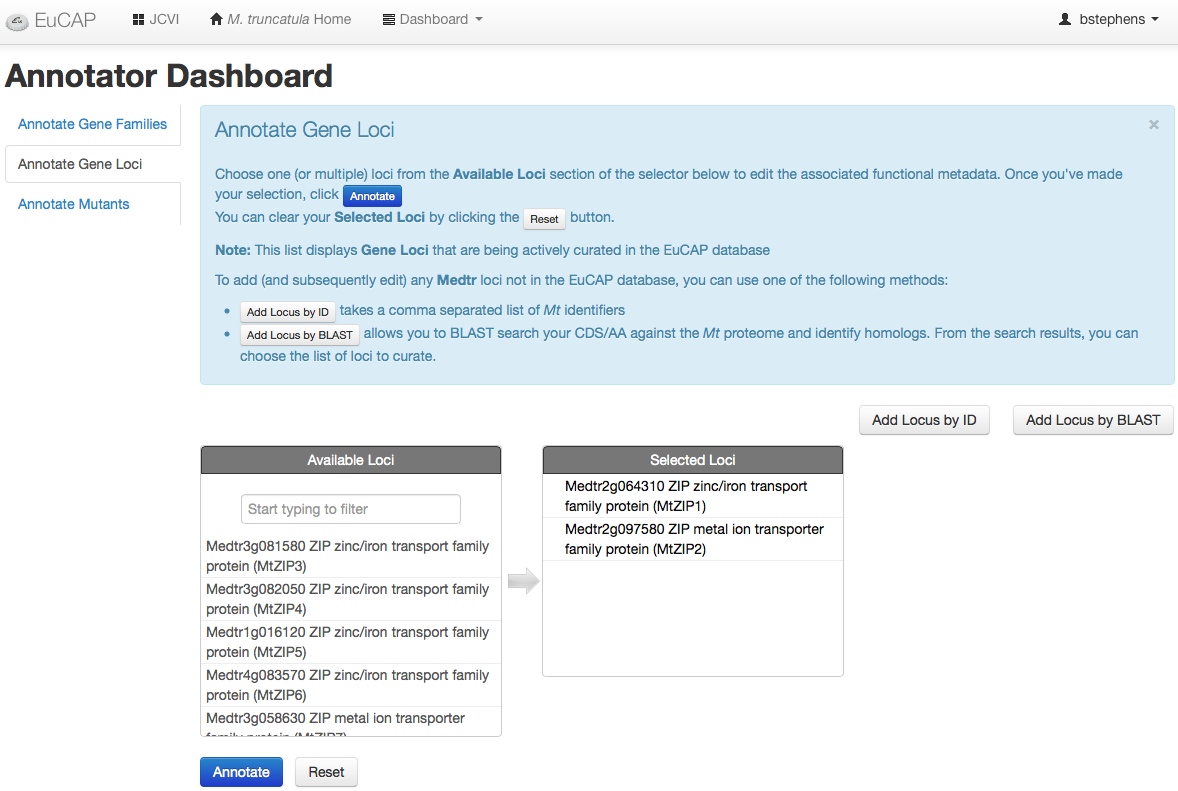 EuCAP JCVI M. truncatula Home Dashboard bstephens
Annotator Dashboard
Annotate Gene Families
Annotate Gene Loci
Annotate Mutants
Annotate Gene Loci ×
Choose one (or multiple) loci from the Available Loci section of the selector below to edit the associated functional metadata. Once you've made
your selection, click Annotate
You can clear your Selected Loci by clicking the Reset button.
Note: This list displays Gene Loci that are being actively curated in the EuCAP database
To add (and subsequently edit) any Medtr loci not in the EuCAP database, you can use one of the following methods:
• Add Locus by ID takes a comma separated list of Mt identifiers
• Add Locus by BLAST allows you to BLAST search your CDS/AA against the Mt proteome and identify homologs. From the search results, you can
choose the list of loci to curate.
Add Locus by ID Add Locus by BLAST
Available Loci
Start typing to filter
Medtr3g081580 ZIP zinc/iron transport family
protein (MtZIP3)
Medtr3g082050 ZIP zinc/iron transport family
protein (MtZIP4)
Medtr1g016120 ZIP zinc/iron transport family
protein (MtZIP5)
Medtr4g083570 ZIP zinc/iron transport family
protein (MtZIP6)
Medtr3g058630 ZIP metal ion transporter
family protein (MtZIP7)
Selected Loci
Medtr2g064310 ZIP zinc/iron transport
family protein (MtZIP1)
Medtr2g097580 ZIP metal ion transporter
family protein (MtZIP2)
Annotate Reset